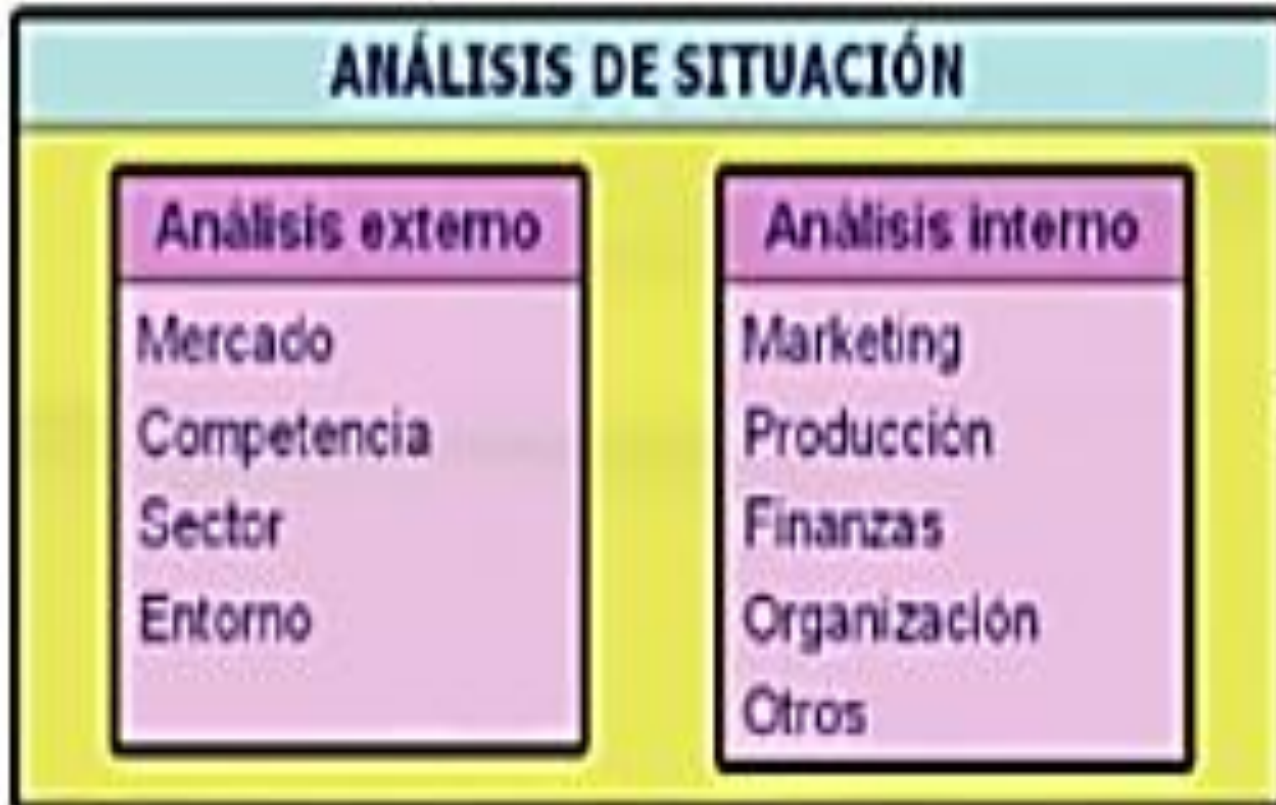 ANÁLISIS DE SITUACIÓN
Análisis externo
Mercado
Competencia
Sector
Entorno
Análisis interno
Marketing
Producción
Finanzas
Organización
Otros